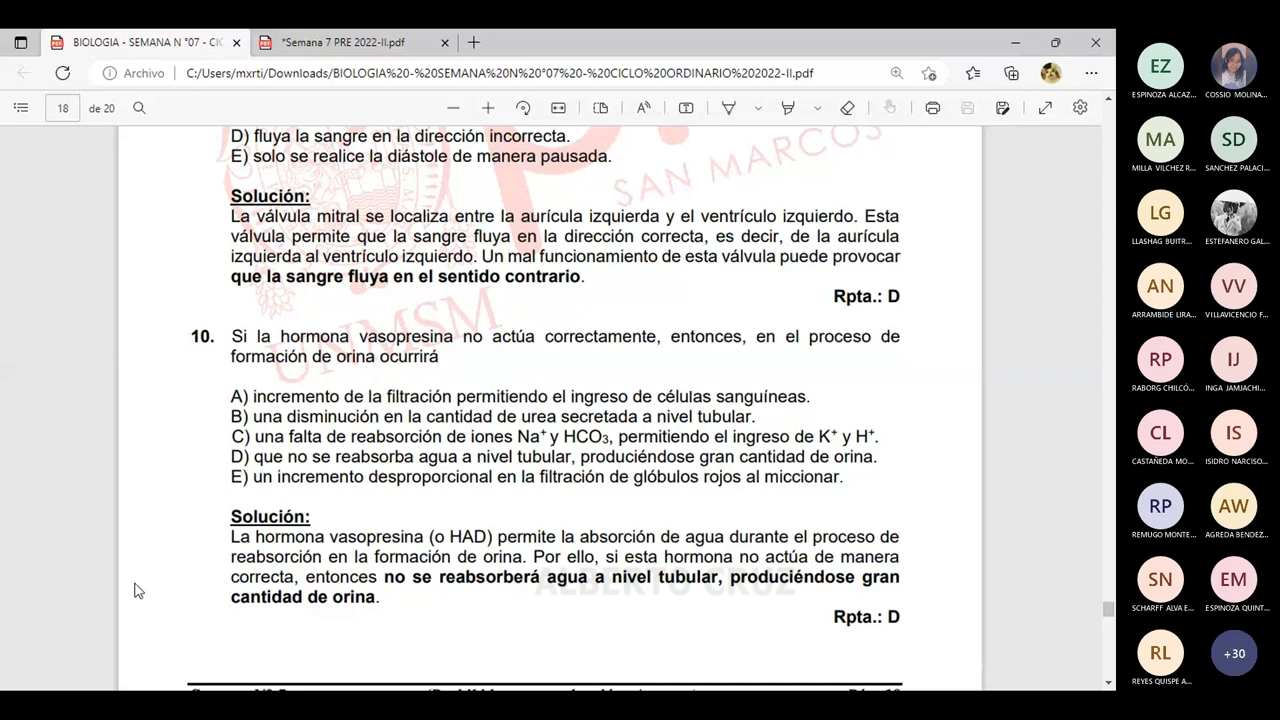 BIOLOGIA - SEMANA N °07 - CIC
*Semana 7 PRE 2022-II.pdf
Archivo
C:/Users/mxrti/Downloads/BIOLOGIA%20-%20SEMANA%20N%20°07%20-%20CICLO%20ORDINARIO%202022-II.pdf
18 de 20
D) fluya la sangre en la dirección incorrecta.
E) solo se realice la diástole de manera pausada.
SAN MARCOS
Solución:
La válvula mitral se localiza entre la aurícula izquierda y el ventrículo izquierdo. Esta
válvula permite que la sangre fluya en la dirección correcta, es decir, de la aurícula
izquierda al ventrículo izquierdo. Un mal funcionamiento de esta válvula puede provocar
que la sangre fluya en el sentido contrario.
Rpta.: D
UNMSM
10. Si la hormona vasopresina no actúa correctamente, entonces, en el proceso de
formación de orina ocurrirá
A) incremento de la filtración permitiendo el ingreso de células sanguíneas.
B) una disminución en la cantidad de urea secretada a nivel tubular.
C) una falta de reabsorción de iones Na⁺ y HCO₃, permitiendo el ingreso de K⁺ y H⁺.
D) que no se reabsorba agua a nivel tubular, produciéndose gran cantidad de orina.
E) un incremento desproporcional en la filtración de glóbulos rojos al miccionar.
Solución:
La hormona vasopresina (o HAD) permite la absorción de agua durante el proceso de
reabsorción en la formación de orina. Por ello, si esta hormona no actúa de manera
correcta, entonces no se reabsorberá agua a nivel tubular, produciéndose gran
cantidad de orina.
ALBERTO CRUZ
Rpta.: D
EZ
ESPINOZA ALCAZ...
COSSIO MOLINA...
MA
MILLA VILCHEZ R...
SD
SANCHEZ PALACI...
LG
LLASHAG BUITR...
ESTEFANERO GAL...
AN
ARRAMBIDE LIRA...
VV
VILLAVICENCIO F...
RP
RABORG CHILCÓ...
IJ
INGA JAMJACHI...
CL
CASTAÑEDA MO...
IS
ISIDRO NARCISO...
RP
REMUGO MONTE...
AW
AGREDA BENDEZ...
SN
SCHARFF ALVA E...
EM
ESPINOZA QUINT...
RL
REYES QUISPE A...
+30